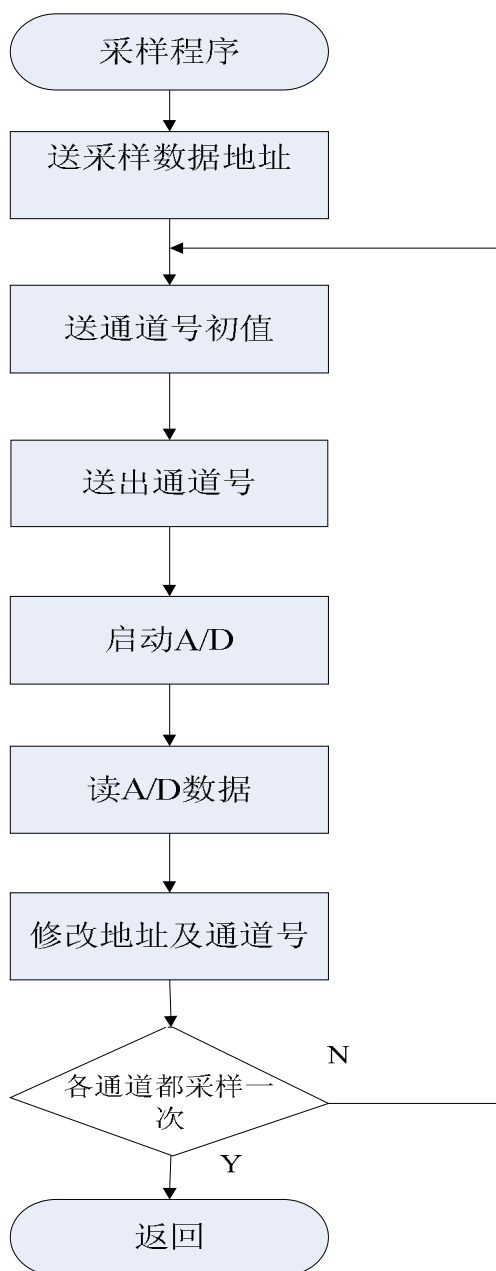 采样程序
送采样数据地址
送通道号初值
送出通道号
启动A/D
读A/D数据
修改地址及通道号
各通道都采样一
次
N
Y
返回